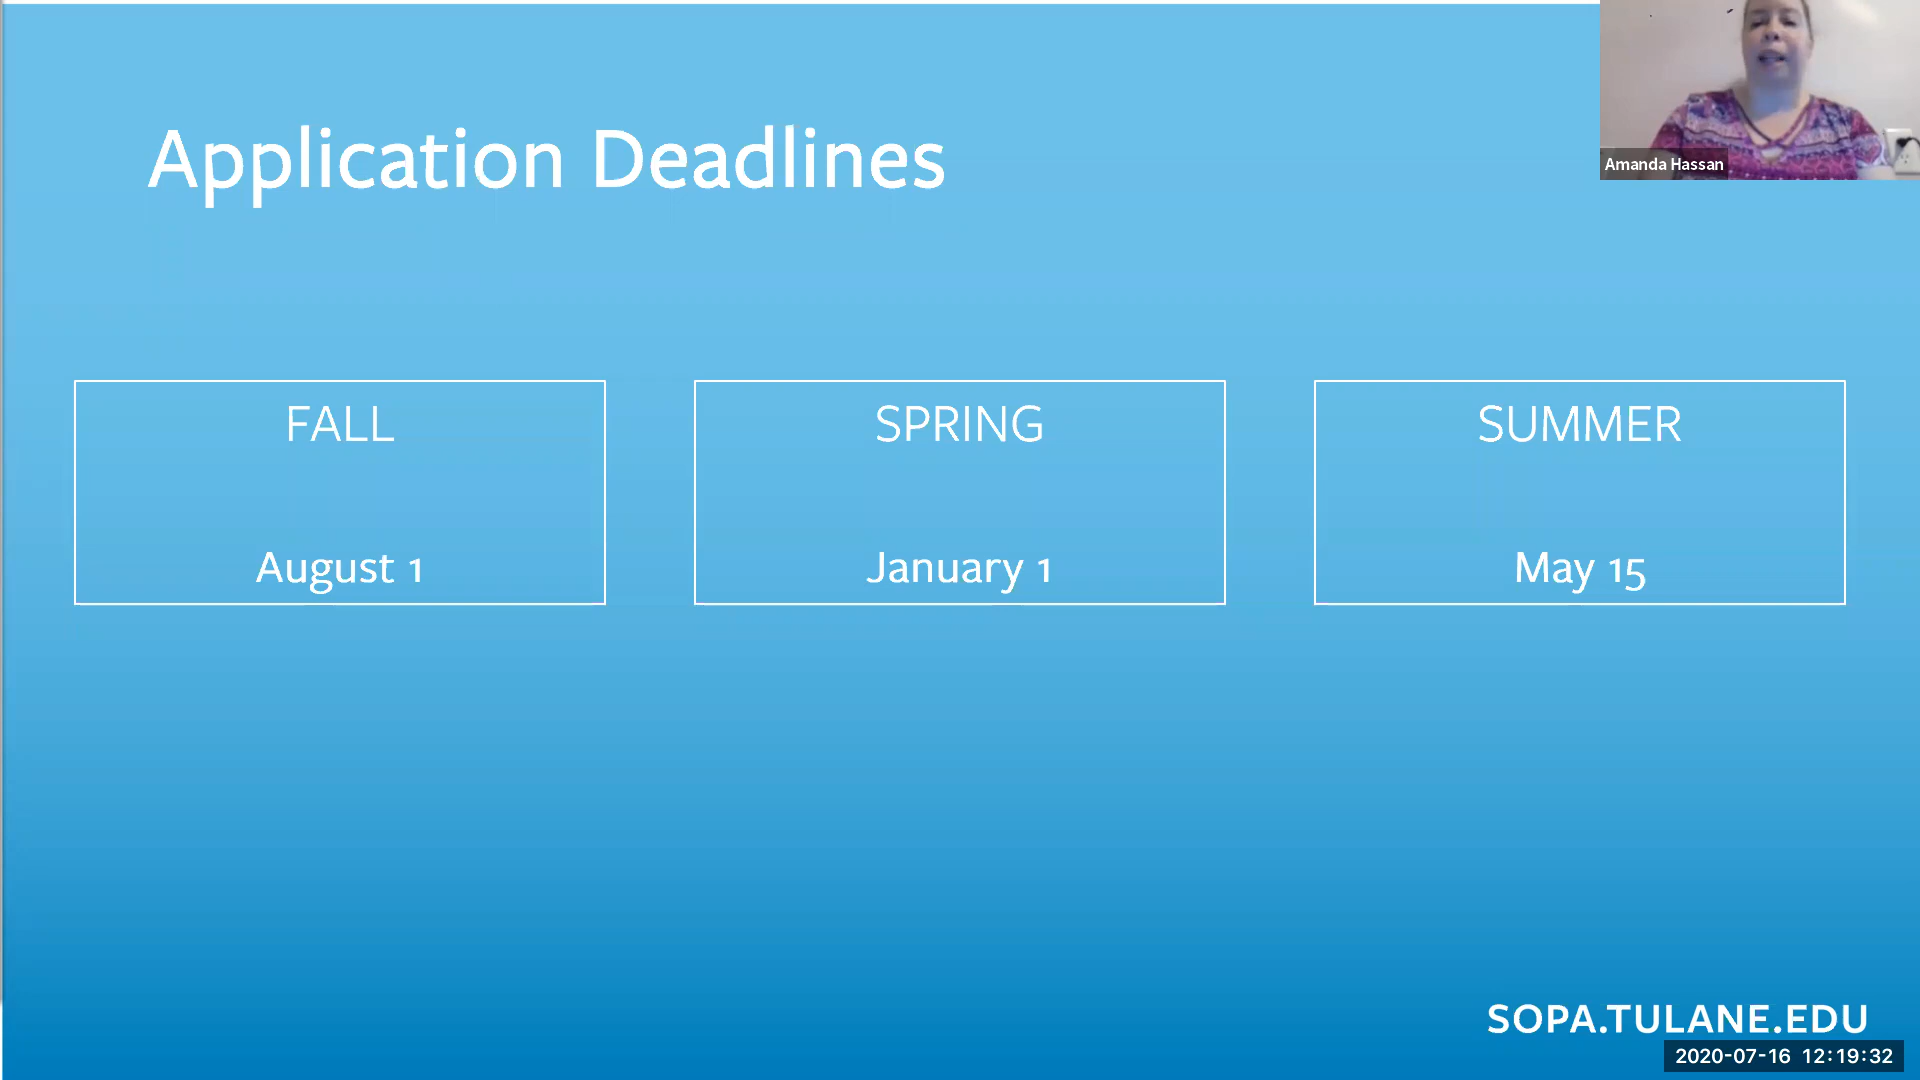 Application Deadlines
Amanda Hassan
FALL
August 1
SPRING
January 1
SUMMER
May 15
SOPA.TULANE.EDU
2020-07-16 12:19:32